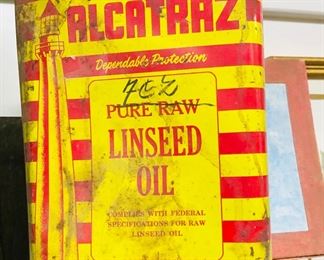 ALCATRAZ
Dependable Protection
PURE RAW
LINSEED
OIL
COMPLIES WITH FEDERAL
SPECIFICATIONS FOR RAW
LINSEED OIL